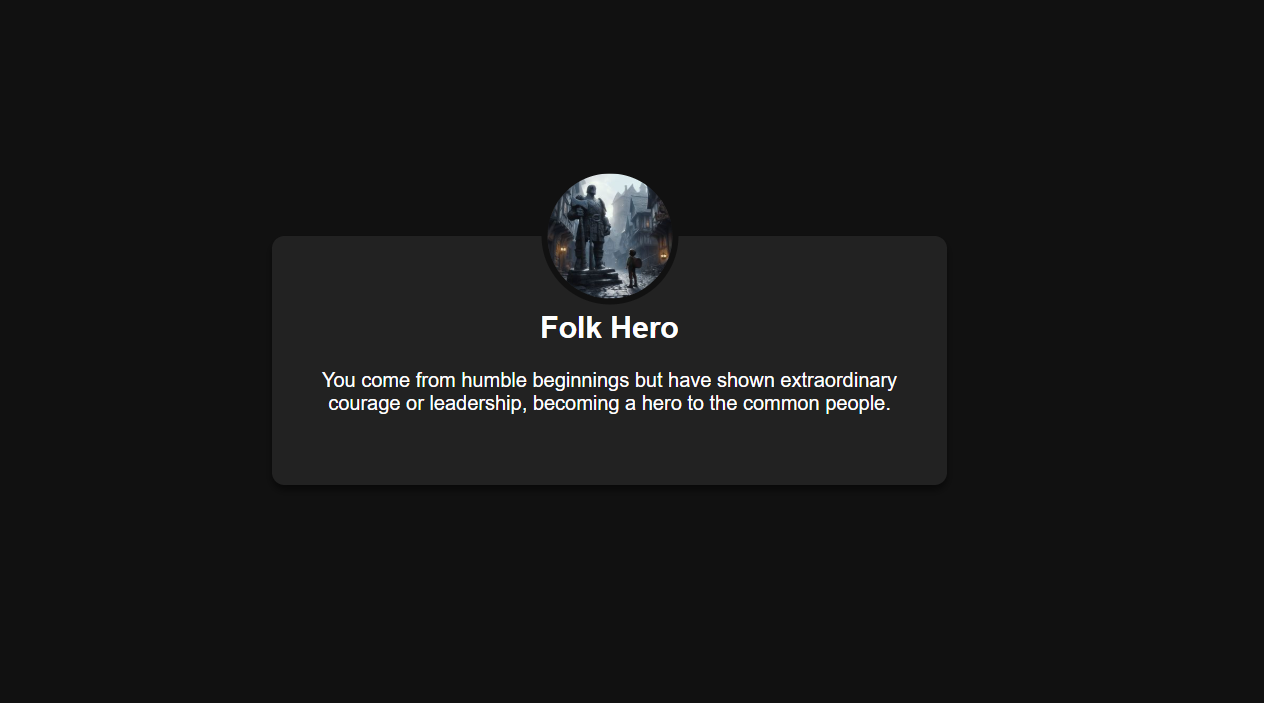 Folk Hero
You come from humble beginnings but have shown extraordinary
courage or leadership, becoming a hero to the common people.